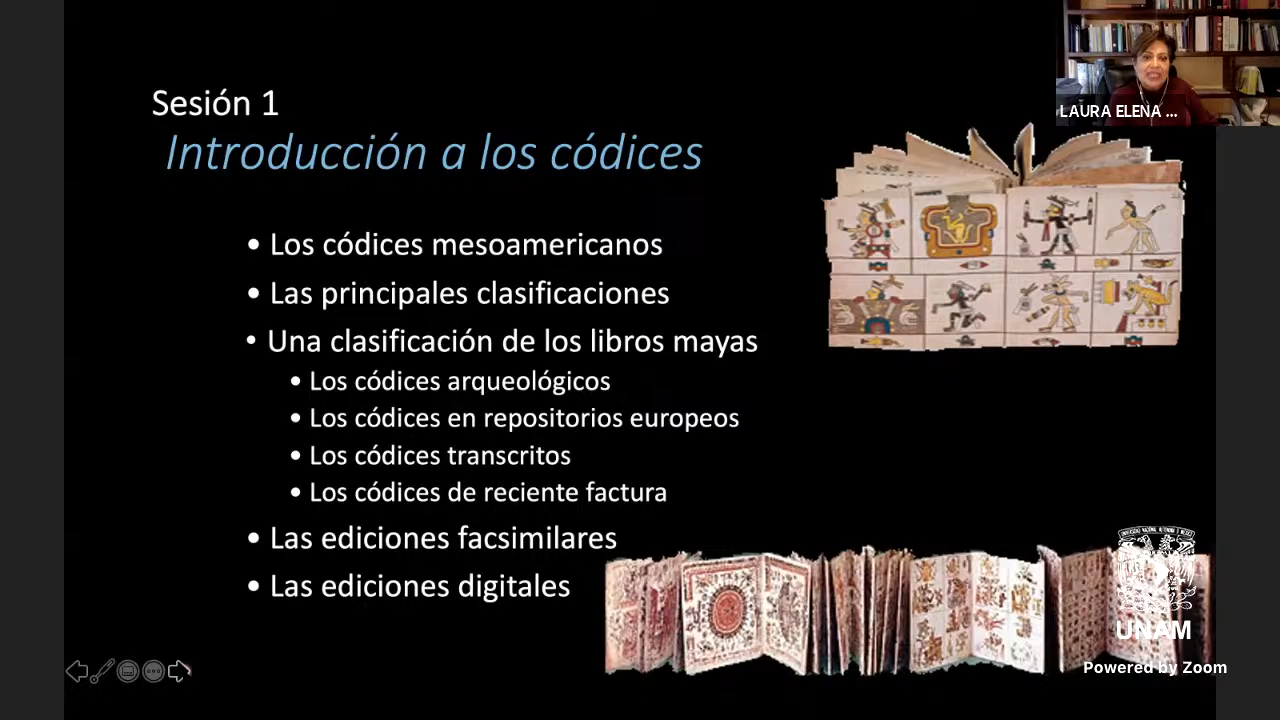 LAURA ELENA ...
Sesión 1
Introducción a los códices
• Los códices mesoamericanos
• Las principales clasificaciones
• Una clasificación de los libros mayas
• Los códices arqueológicos
• Los códices en repositorios europeos
• Los códices transcritos
• Los códices de reciente factura
• Las ediciones facsimilares
• Las ediciones digitales
UNAM
Powered by Zoom